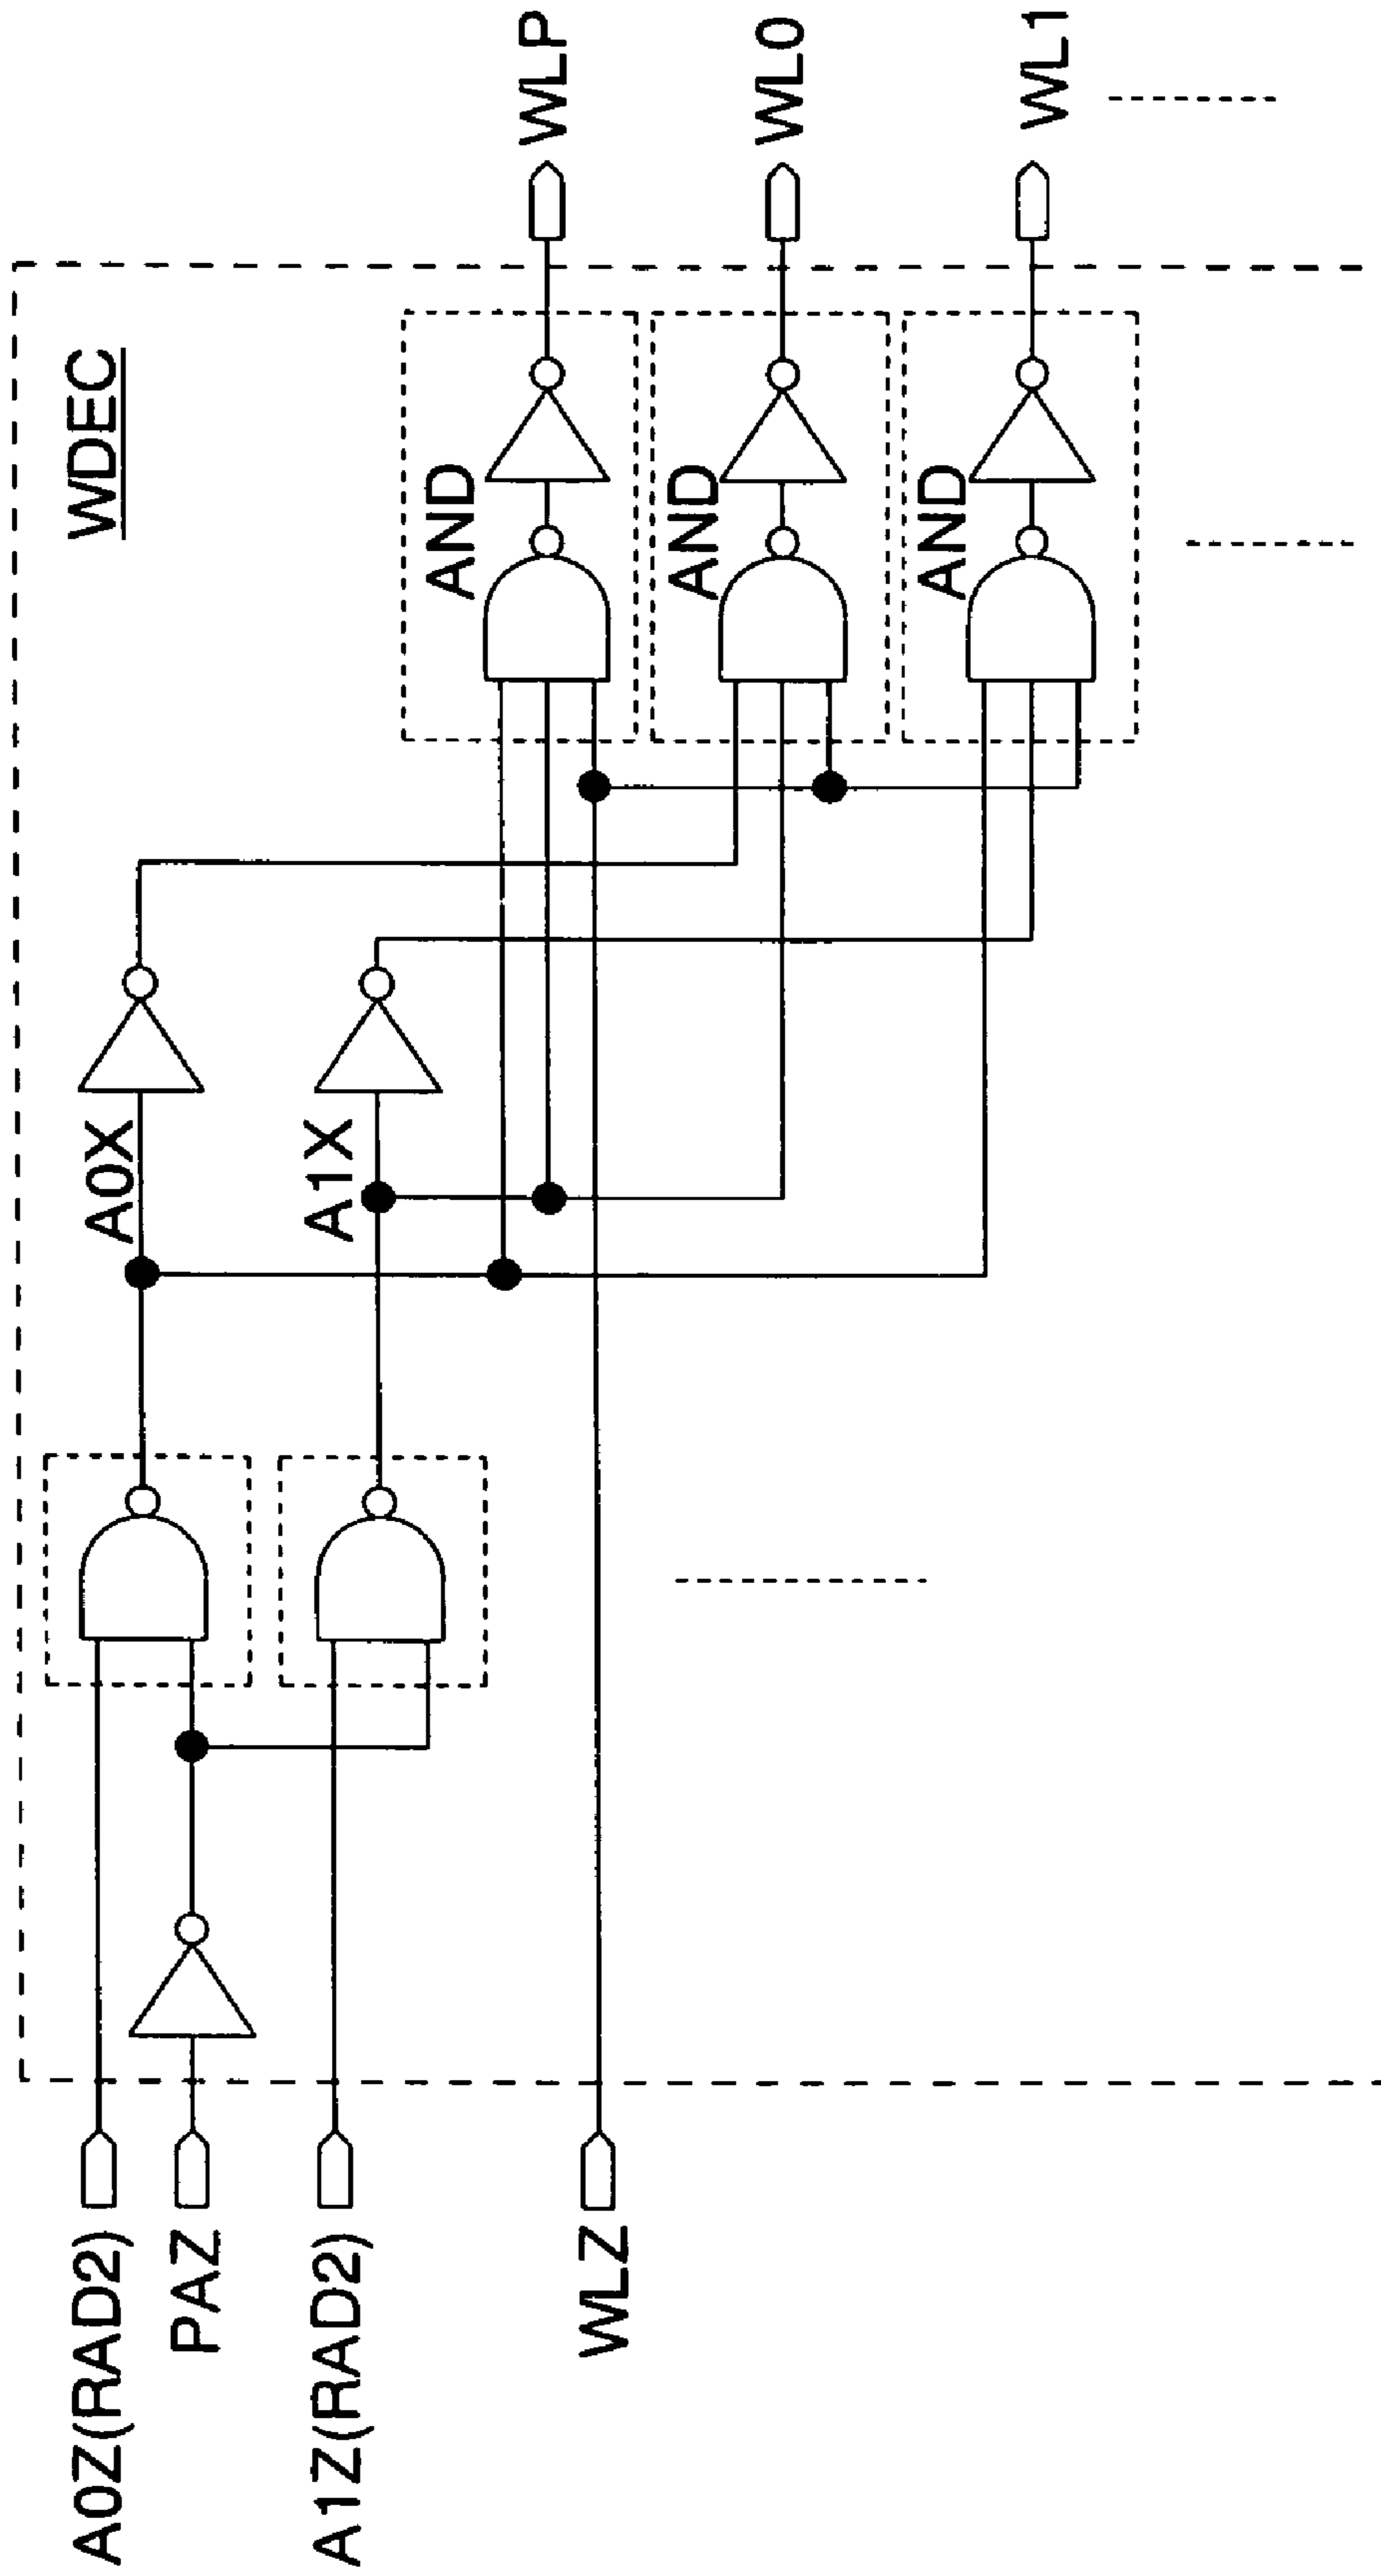 WDEC
A0Z(RAD2)
PAZ
A1Z(RAD2)
WLZ
A0X
A1X
AND
AND
AND
WLP
WL0
WL1